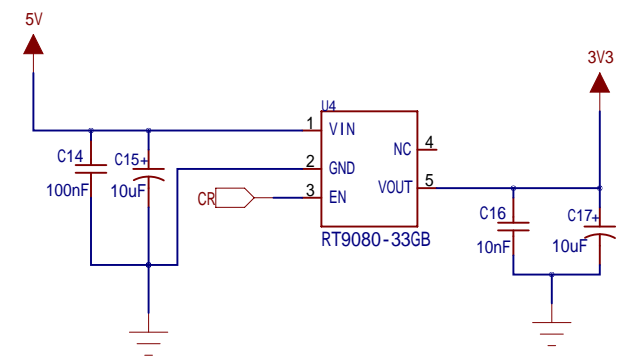 5V
3V3
U4
1 VIN
NC 4
C14
C15+
2 GND
100nF
10uF
CR
3 EN
VOUT 5
C16
C17+
RT9080-33GB
10nF
10uF